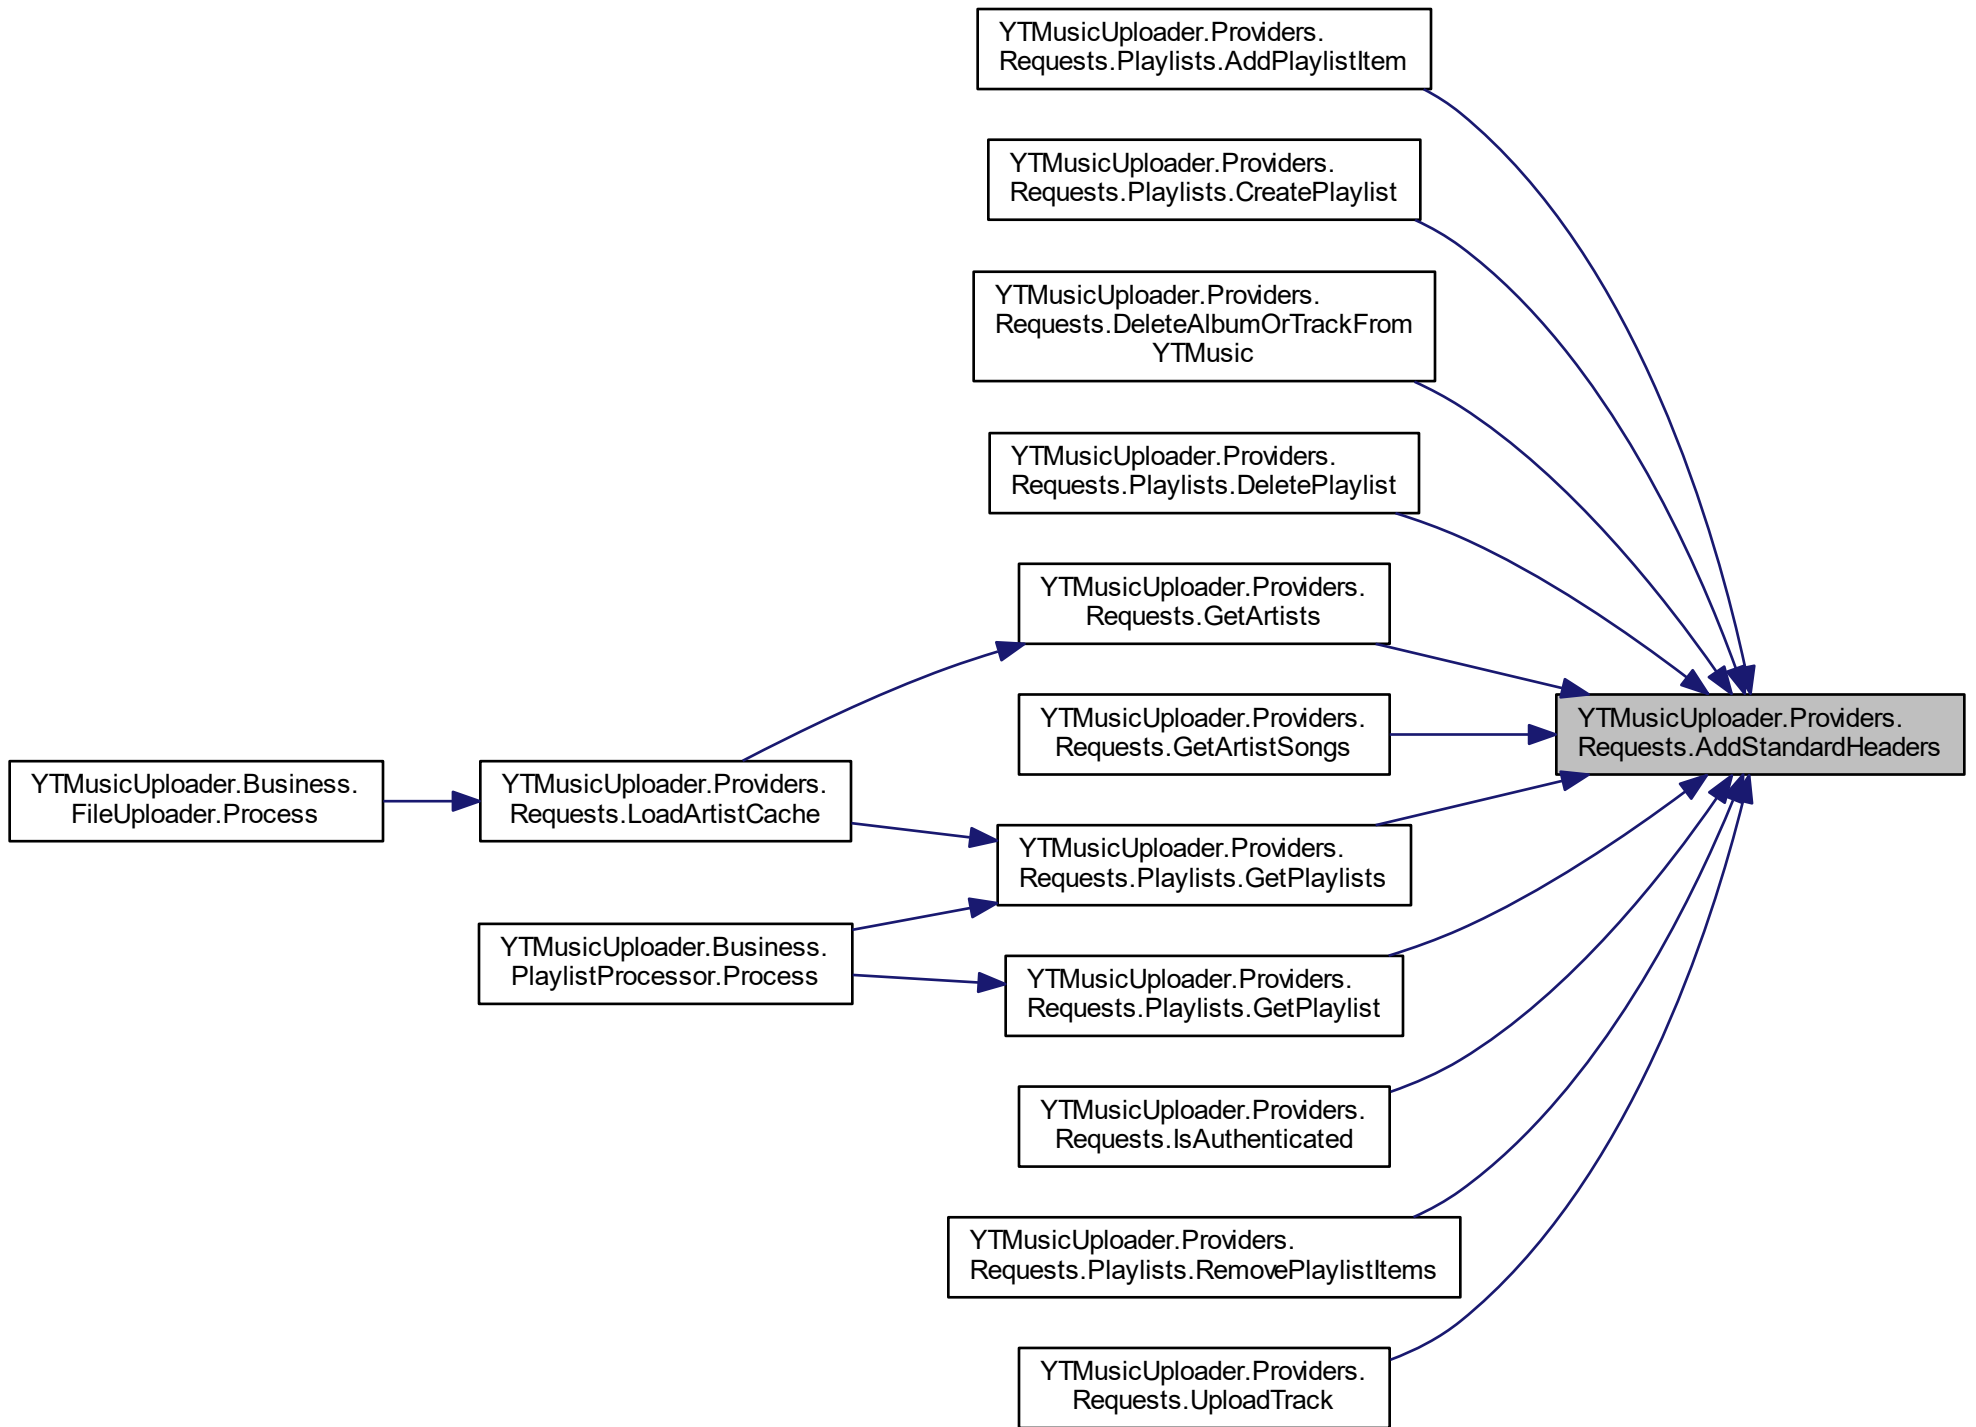 YTMusicUploader.Providers.
Requests.Playlists.AddPlaylistItem
YTMusicUploader.Providers.
Requests.Playlists.CreatePlaylist
YTMusicUploader.Providers.
Requests.DeleteAlbumOrTrackFrom
YTMusic
YTMusicUploader.Providers.
Requests.Playlists.DeletePlaylist
YTMusicUploader.Providers.
Requests.GetArtists
YTMusicUploader.Providers.
Requests.GetArtistSongs
YTMusicUploader.Providers.
Requests.AddStandardHeaders
YTMusicUploader.Business.
FileUploader.Process
YTMusicUploader.Providers.
Requests.LoadArtistCache
YTMusicUploader.Providers.
Requests.Playlists.GetPlaylists
YTMusicUploader.Business.
PlaylistProcessor.Process
YTMusicUploader.Providers.
Requests.Playlists.GetPlaylist
YTMusicUploader.Providers.
Requests.IsAuthenticated
YTMusicUploader.Providers.
Requests.Playlists.RemovePlaylistItems
YTMusicUploader.Providers.
Requests.UploadTrack